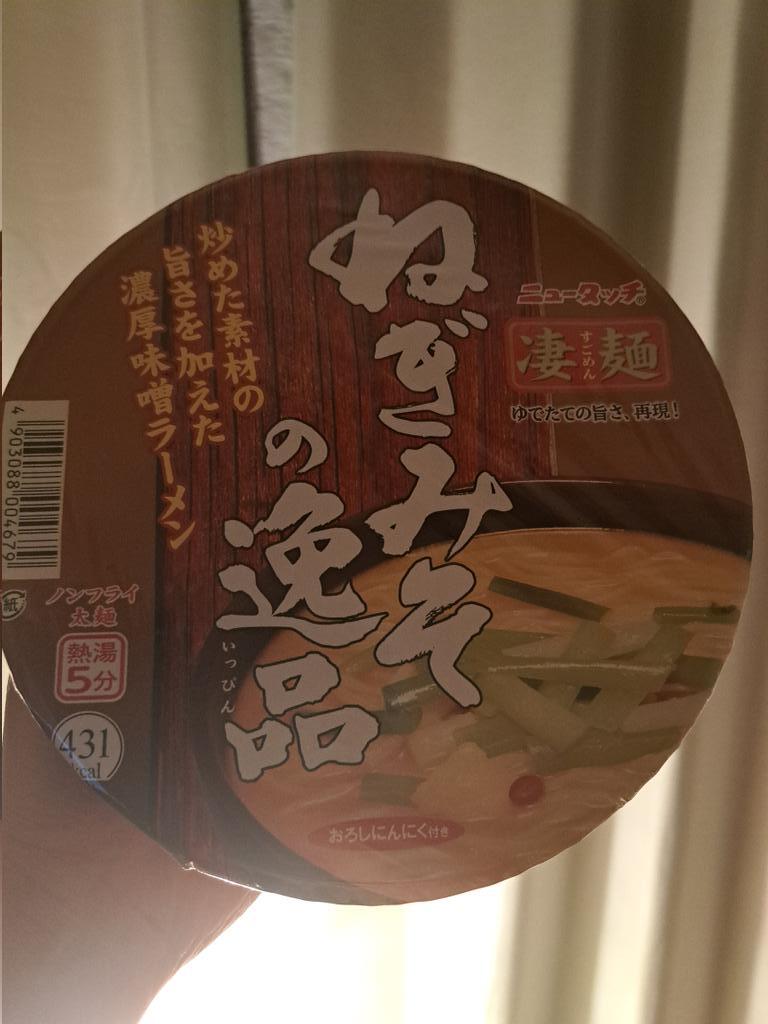 ねぎみそ
の逸品
いっぴん
炒めた素材の
旨さを加えた
濃厚味噌ラーメン
ニュータッチ®
凄麺
すごめん
ゆでたての旨さ、再現!
4903088004679
紙
ノンフライ
太麺
熱湯
5分
431
kcal
おろしにんにく付き